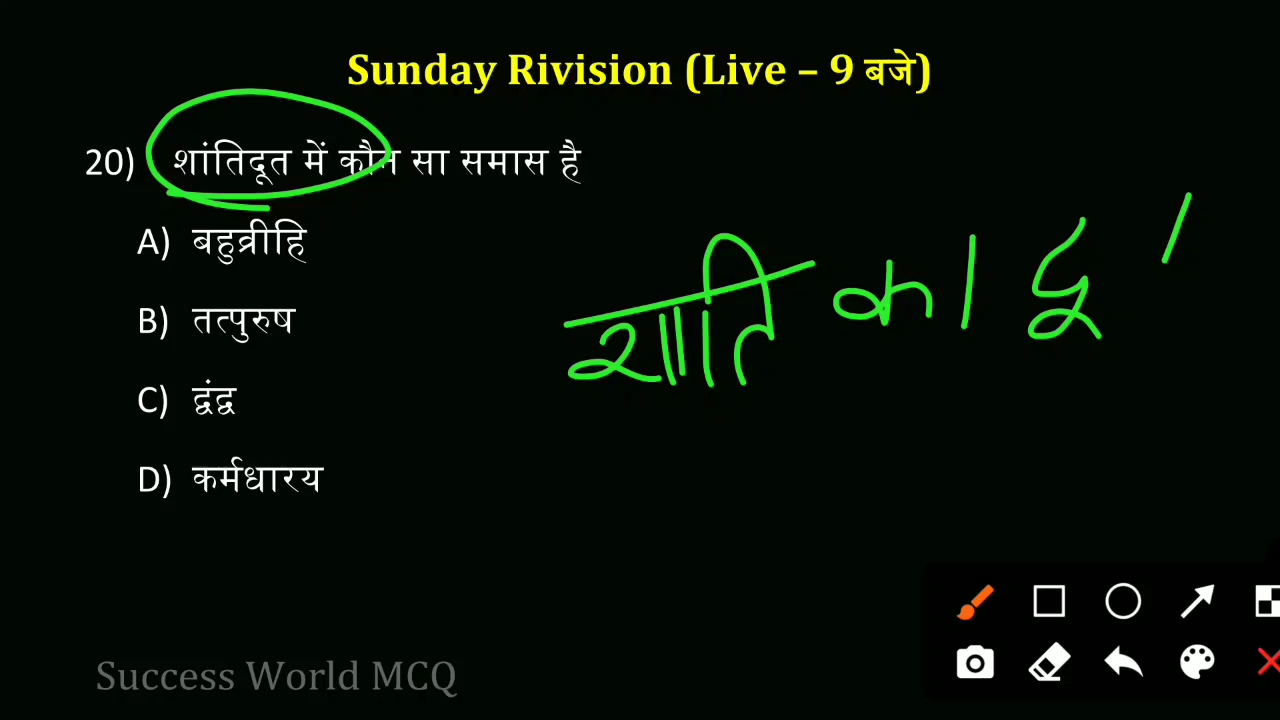 Sunday Rivision (Live – 9 बजे)
20) शांतिदूत में कौन सा समास है
A) बहुव्रीहि
B) तत्पुरुष
C) द्वंद्व
D) कर्मधारय
शाति का दू
Success World MCQ